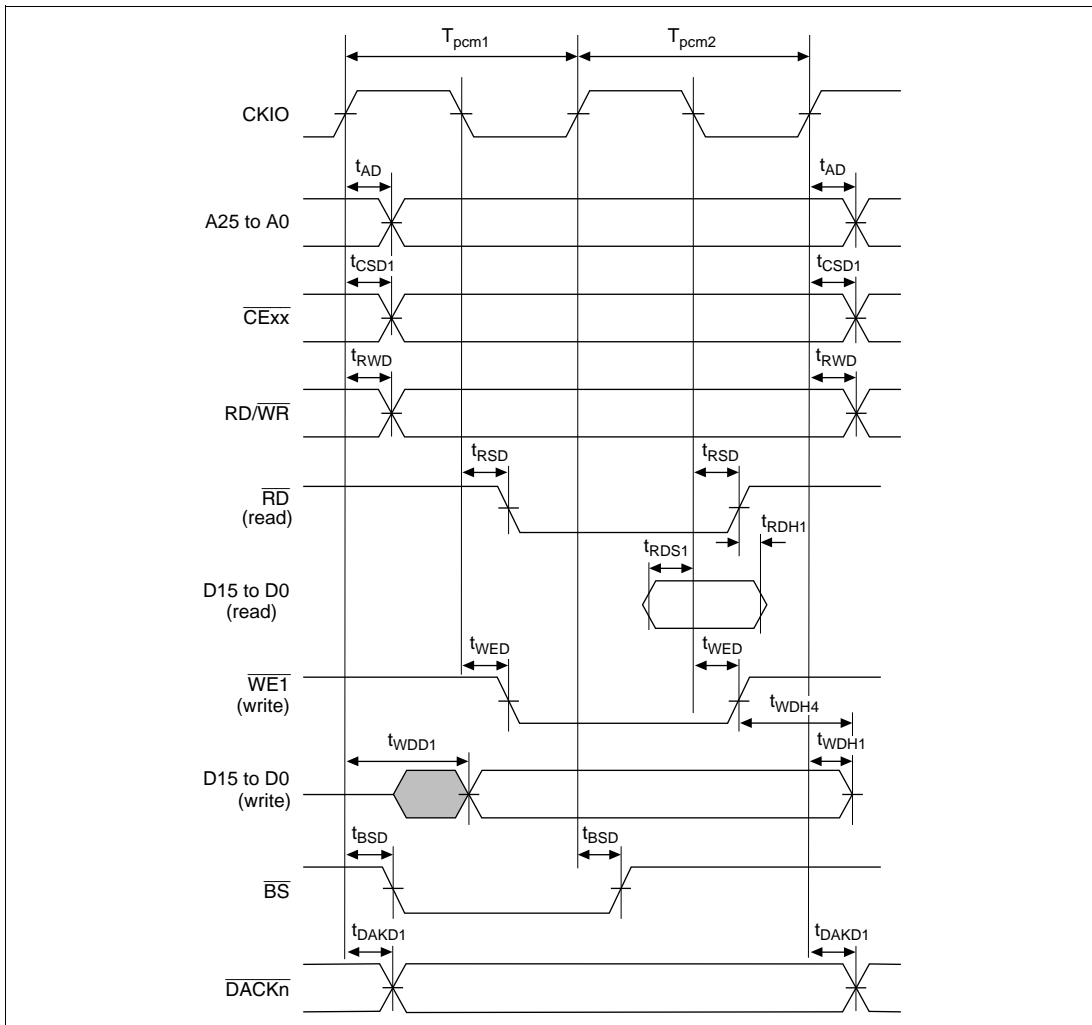 Tpcm1 Tpcm2
CKIO
tAD tAD
A25 to A0
tCSD1 tCSD1
CExx
tRWD tRWD
RD/WR
tRSD tRSD
RD
(read)
tRDH1
tRDS1
D15 to D0
(read)
tWED tWED
WE1
(write)
tWDH4
tWDD1 tWDH1
D15 to D0
(write)
tBSD tBSD
BS
tDAKD1 tDAKD1
DACKn